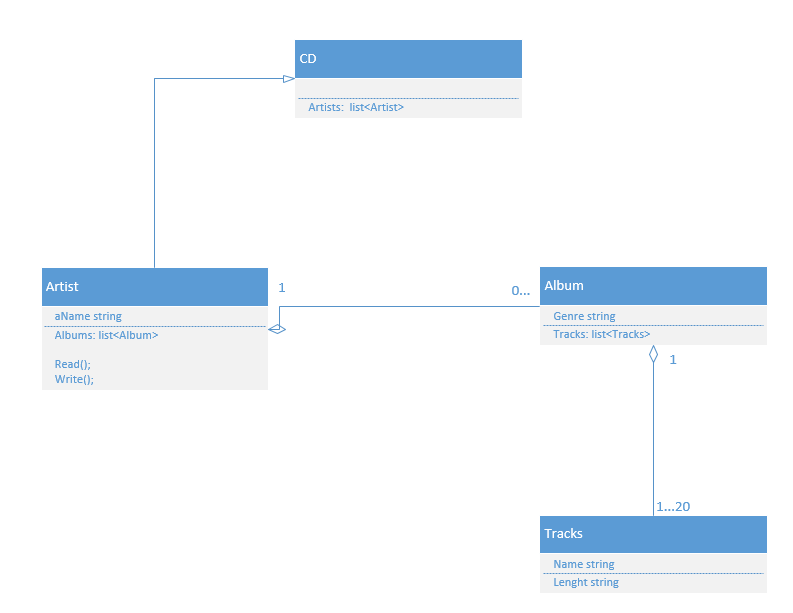 CD
Artists:  list<Artist>
Artist
aName string
Albums: list<Album>
Read();
Write();
1
0...
Album
Genre string
Tracks: list<Tracks>
1
1...20
Tracks
Name string
Lenght string